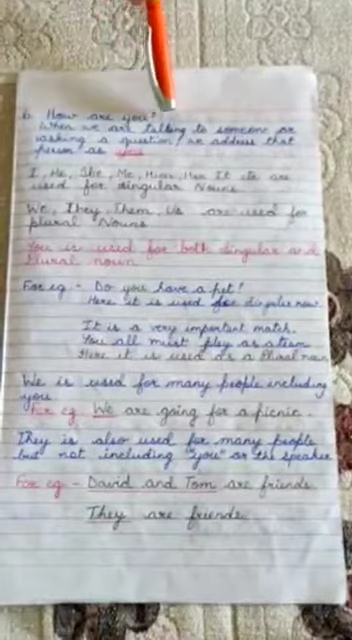 b. How are you?
When we are talking to someone or
asking a question, we address that
person as you
I, He, She, Me, Him, Her It etc are
used for singular Nouns
We, They, Them, Us are used for
plural Nouns
You is used for both singular and
Plural noun
For eg - Do you have a pet?
Here it is used for singular noun
It is a very important match.
You all must play as a team
Here it is used as a Plural noun
We is used for many people including
you.
For eg. We are going for a picnic.
They is also used for many people
but not including "you" or the speaker
For eg - David and Tom are friends
They are friends